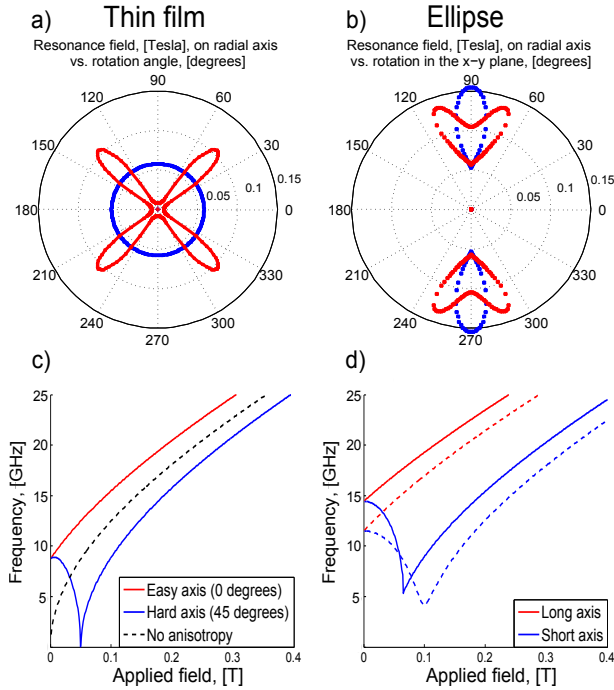 a) Thin film
Resonance field, [Tesla], on radial axis
vs. rotation angle, [degrees]
90
120 60
150 30
0.15
0.1
0.05
180 0
210 330
240 300
270
b) Ellipse
Resonance field, [Tesla], on radial axis
vs. rotation in the x-y plane, [degrees]
90
120 60
150 30
0.15
0.1
0.05
180 0
210 330
240 300
270
c)
Frequency, [GHz]
25
20
15
10
5
0 0.1 0.2 0.3 0.4
Applied field, [T]
Easy axis (0 degrees)
Hard axis (45 degrees)
No anisotropy
d)
Frequency, [GHz]
25
20
15
10
5
0 0.1 0.2 0.3 0.4
Applied field, [T]
Long axis
Short axis